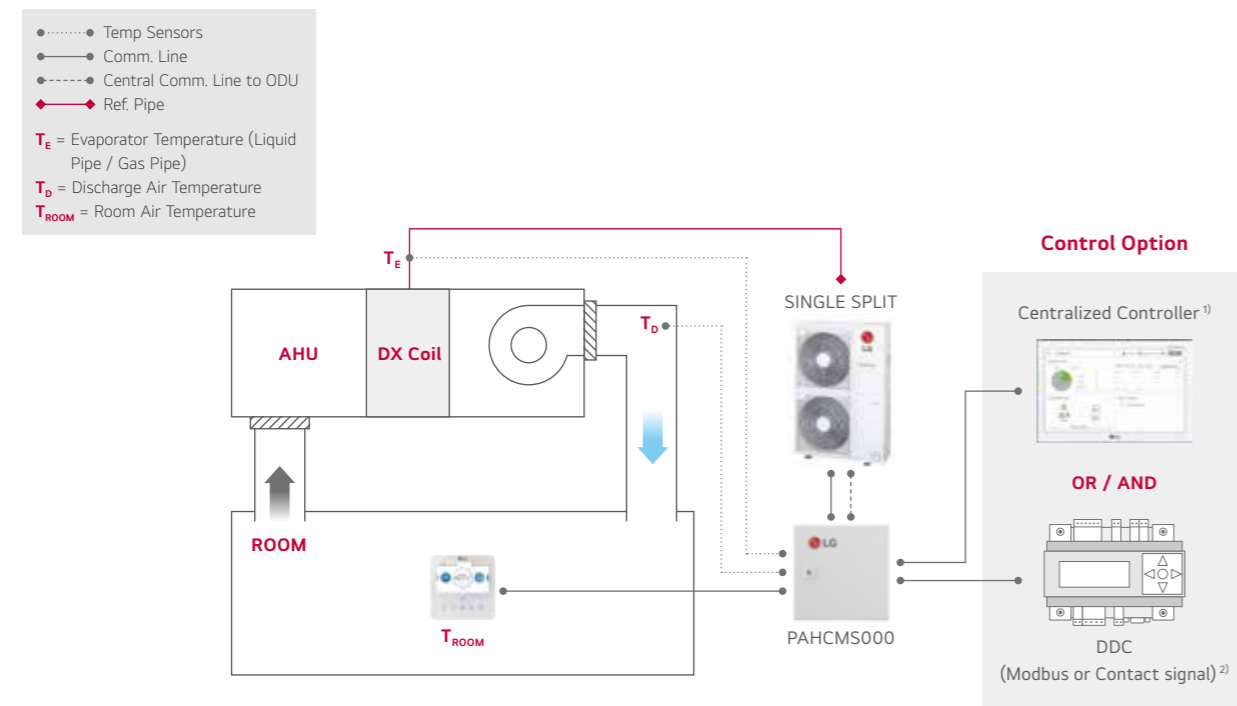 Temp Sensors
Comm. Line
Central Comm. Line to ODU
Ref. Pipe
TE = Evaporator Temperature (Liquid
Pipe / Gas Pipe)
TD = Discharge Air Temperature
TROOM = Room Air Temperature
Control Option
TE
SINGLE SPLIT
Centralized Controller 1)
TD
AHU
DX Coil
LG
OR / AND
ROOM
LG
TROOM
PAHCMS000
DDC
(Modbus or Contact signal) 2)